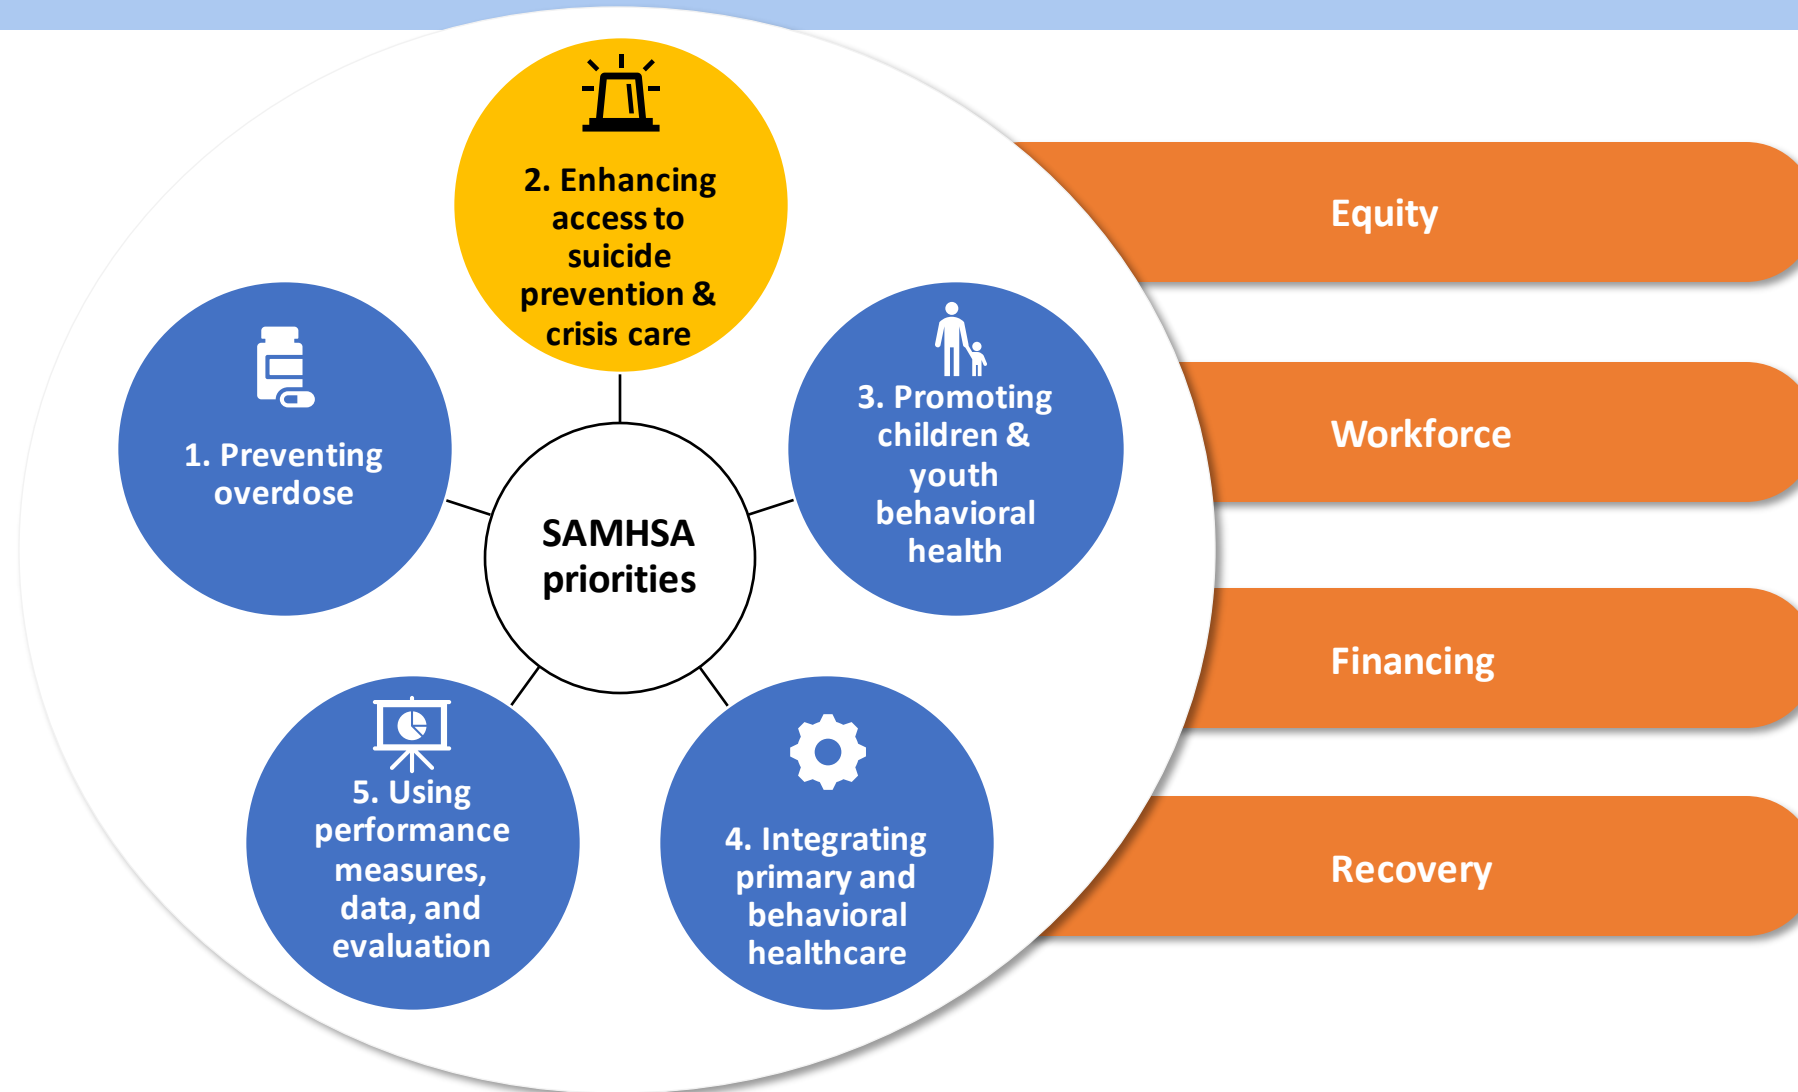 2. Enhancing
access to
suicide
prevention &
crisis care
1. Preventing
overdose
3. Promoting
children &
youth
behavioral
health
SAMHSA
priorities
5. Using
performance
measures,
data, and
evaluation
4. Integrating
primary and
behavioral
healthcare
Equity
Workforce
Financing
Recovery